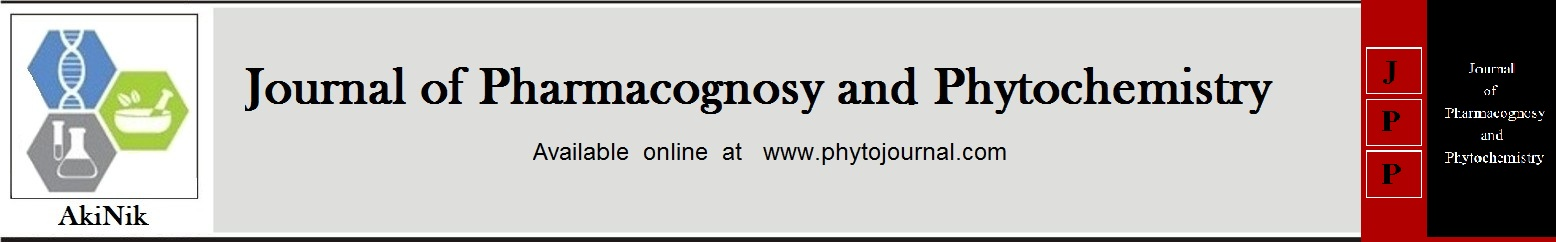 Journal of Pharmacognosy and Phytochemistry
Available online at www.phytojournal.com
AkiNik
J
P
P
Journal
of
Pharmacognosy
and
Phytochemistry